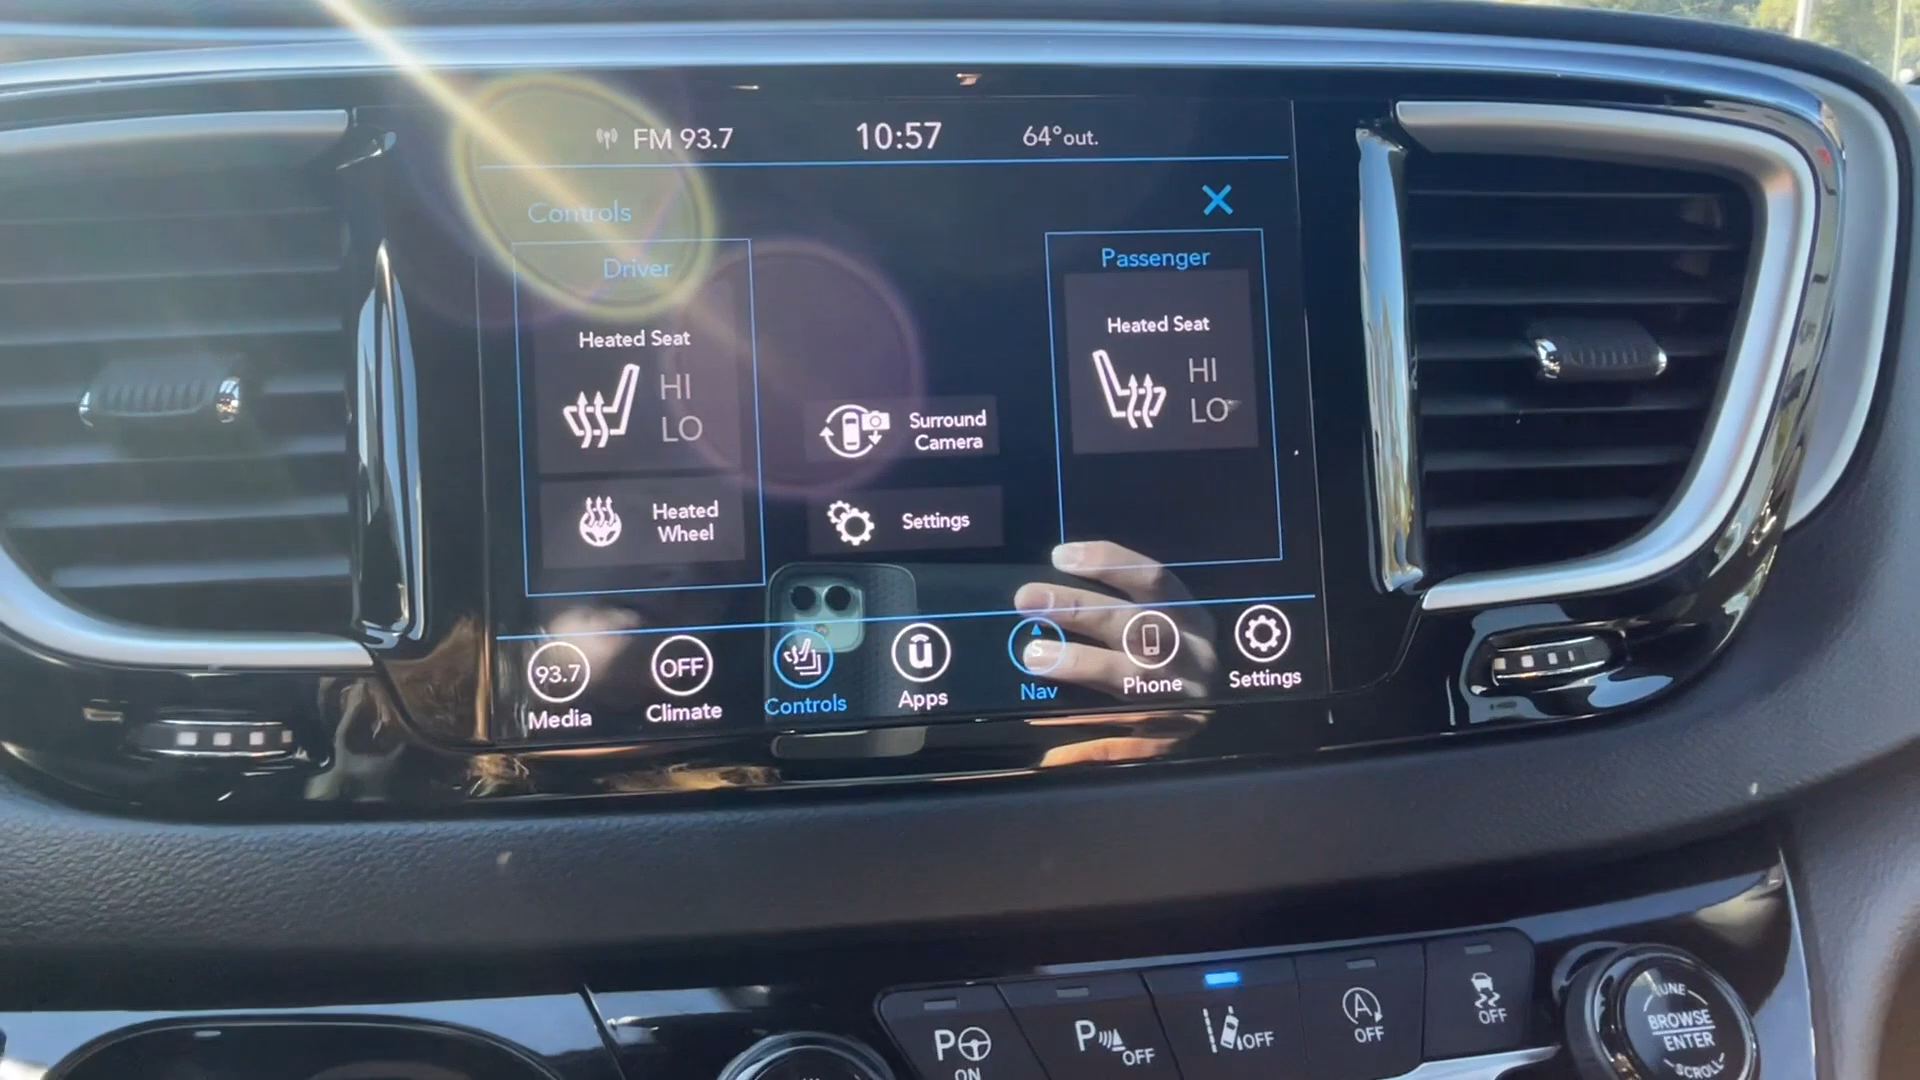 FM 93.7
10:57
64°out.
Controls
Driver
Heated Seat
HI
LO
Heated
Wheel
Surround
Camera
Settings
Passenger
Heated Seat
HI
LO
93.7
Media
OFF
Climate
Controls
u
Apps
S
Nav
Phone
Settings
P
ON
P
OFF
OFF
A
OFF
OFF
TUNE
BROWSE
ENTER
SCROLL